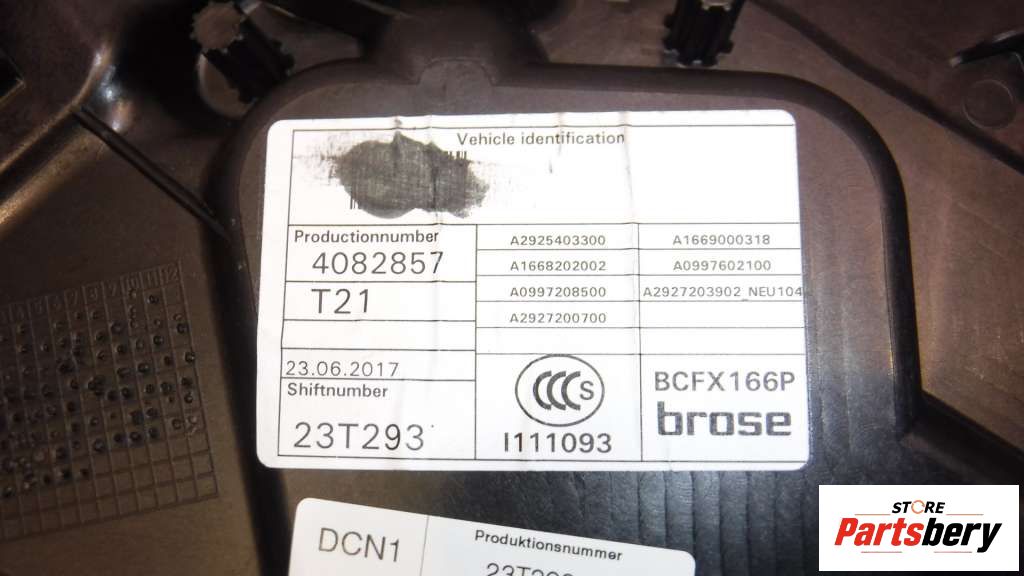 Vehicle identification
Productionnumber
4082857
T21
23.06.2017
Shiftnumber
23T293
A2925403300
A1668202002
A0997208500
A2927200700
A1669000318
A0997602100
A2927203902_NEU104
CCC S
I111093
BCFX166P
brose
DCN1
Produktionsnummer
STORE
Partsbery